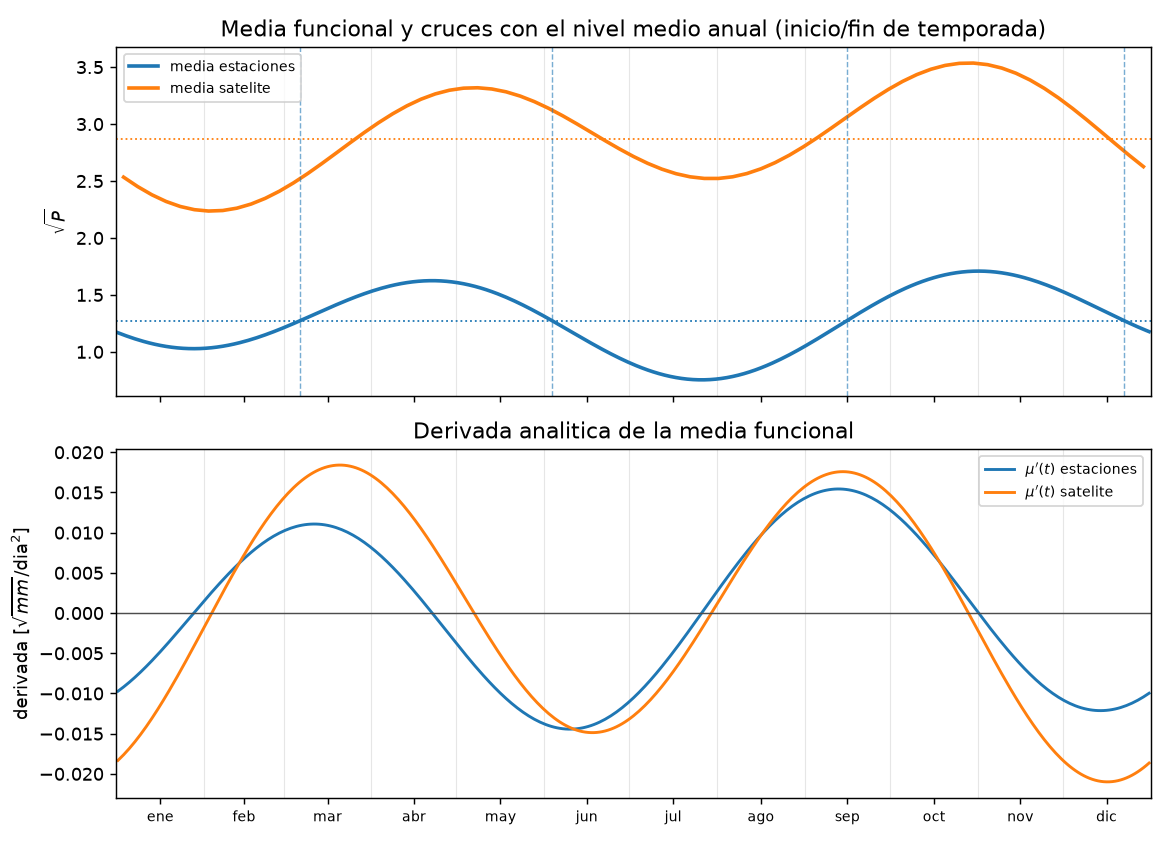 Media funcional y cruces con el nivel medio anual (inicio/fin de temporada)
media estaciones
media satelite
3.5
3.0
2.5
2.0
1.5
1.0
√P
Derivada analitica de la media funcional
μ′(t) estaciones
μ′(t) satelite
0.020
0.015
0.010
0.005
0.000
−0.005
−0.010
−0.015
−0.020
derivada [√mm/dia²]
ene feb mar abr may jun jul ago sep oct nov dic